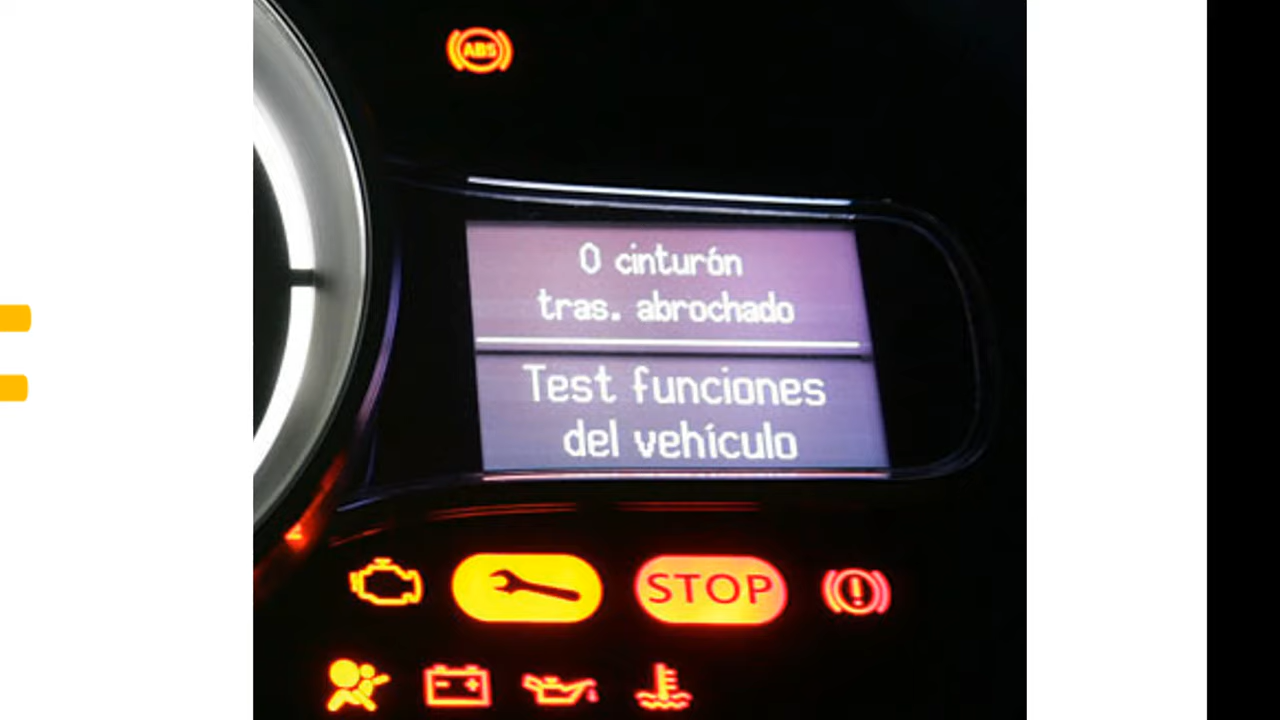 ABS
0 cinturón
tras. abrochado
Test funciones
del vehículo
STOP